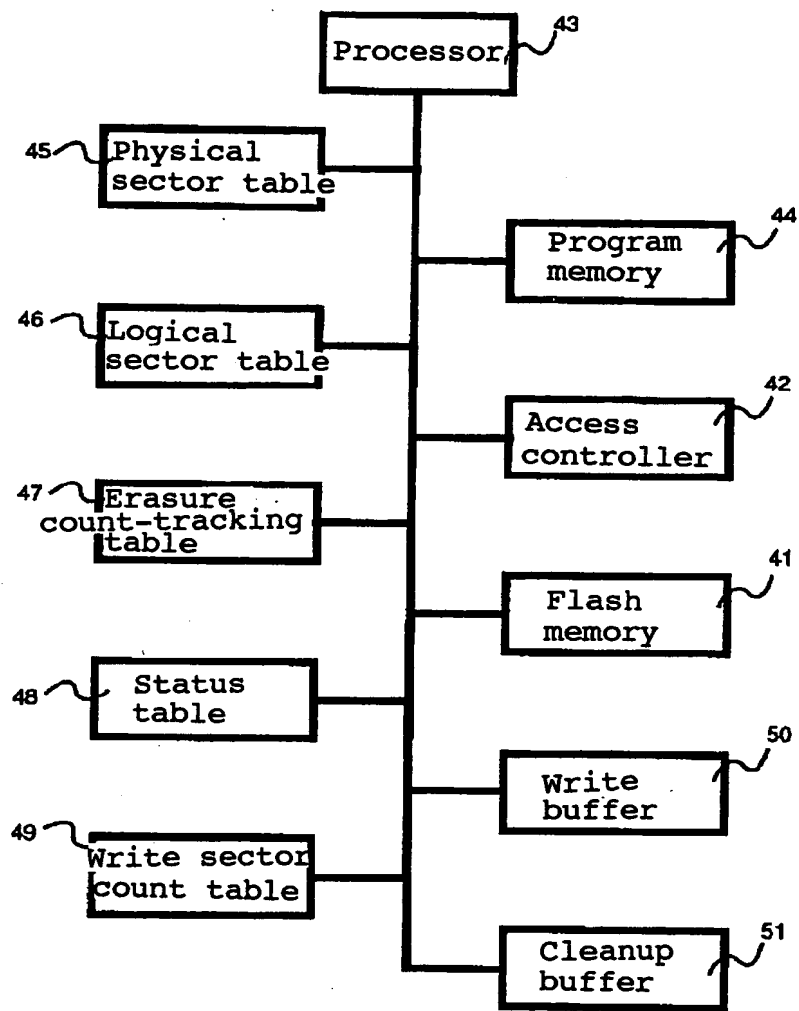 43
Processor
45
Physical
sector table
44
Program
memory
46
Logical
sector table
42
Access
controller
47
Erasure
count-tracking
table
41
Flash
memory
48
Status
table
50
Write
buffer
49
Write sector
count table
51
Cleanup
buffer